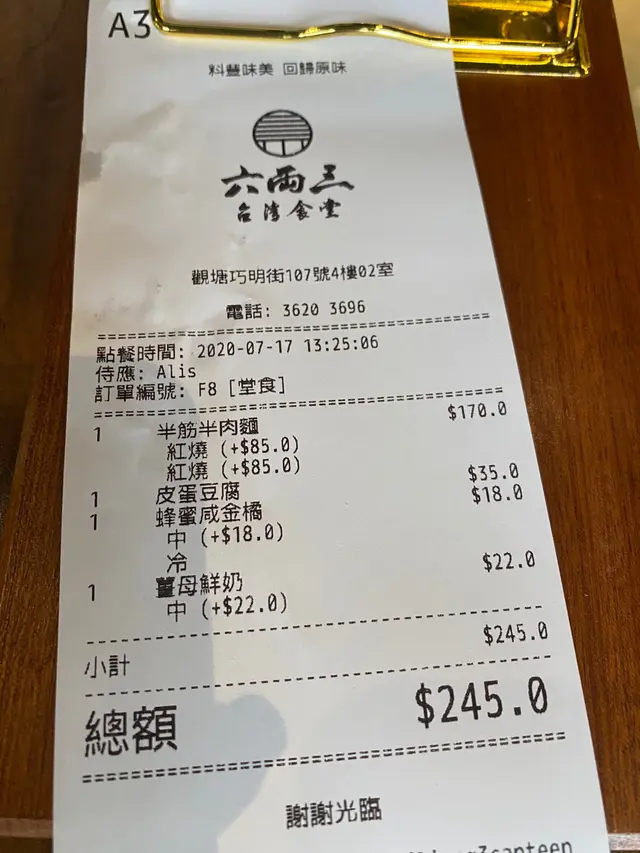 A3
料豐味美 回歸原味
六兩三
台灣食堂
觀塘巧明街107號4樓02室
電話: 3620 3696
點餐時間: 2020-07-17 13:25:06
侍應: Alis
訂單編號: F8 [堂食]
1 半筋半肉麵 $170.0
紅燒 (+$85.0)
紅燒 (+$85.0)
1 皮蛋豆腐 $35.0
1 蜂蜜咸金橘 $18.0
中 (+$18.0)
冷
1 薑母鮮奶 $22.0
中 (+$22.0)
小計 $245.0
總額 $245.0
謝謝光臨